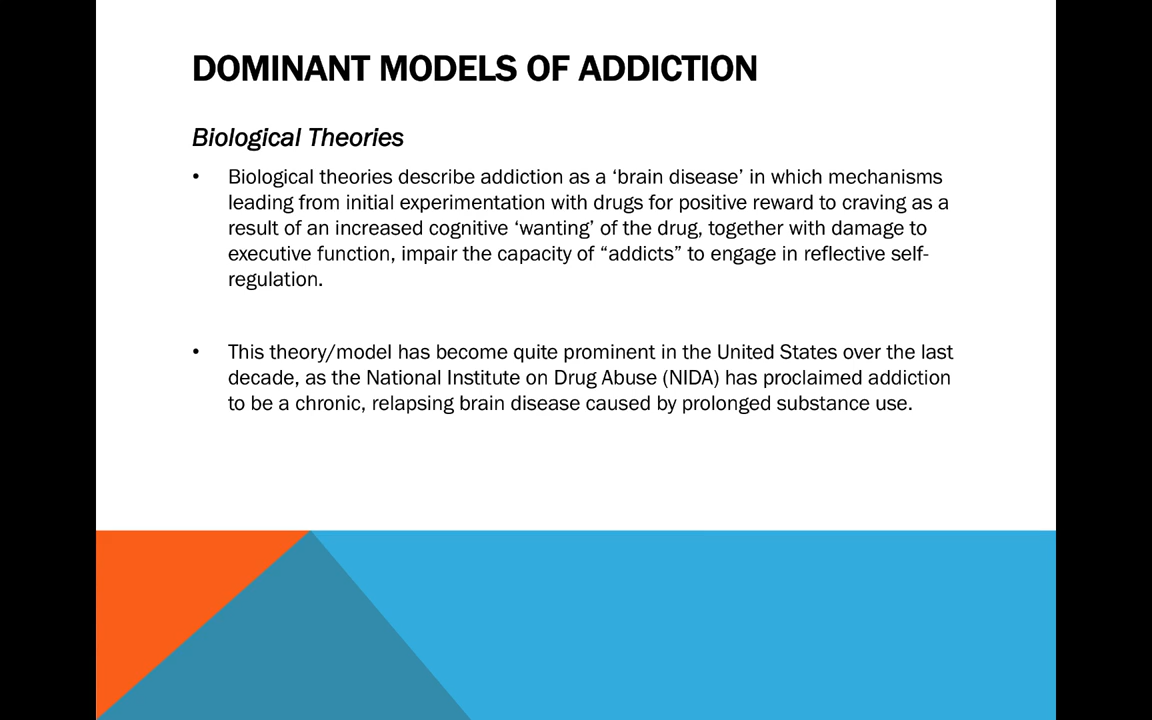 DOMINANT MODELS OF ADDICTION
Biological Theories
• Biological theories describe addiction as a ‘brain disease’ in which mechanisms
leading from initial experimentation with drugs for positive reward to craving as a
result of an increased cognitive ‘wanting’ of the drug, together with damage to
executive function, impair the capacity of “addicts” to engage in reflective self-
regulation.
• This theory/model has become quite prominent in the United States over the last
decade, as the National Institute on Drug Abuse (NIDA) has proclaimed addiction
to be a chronic, relapsing brain disease caused by prolonged substance use.